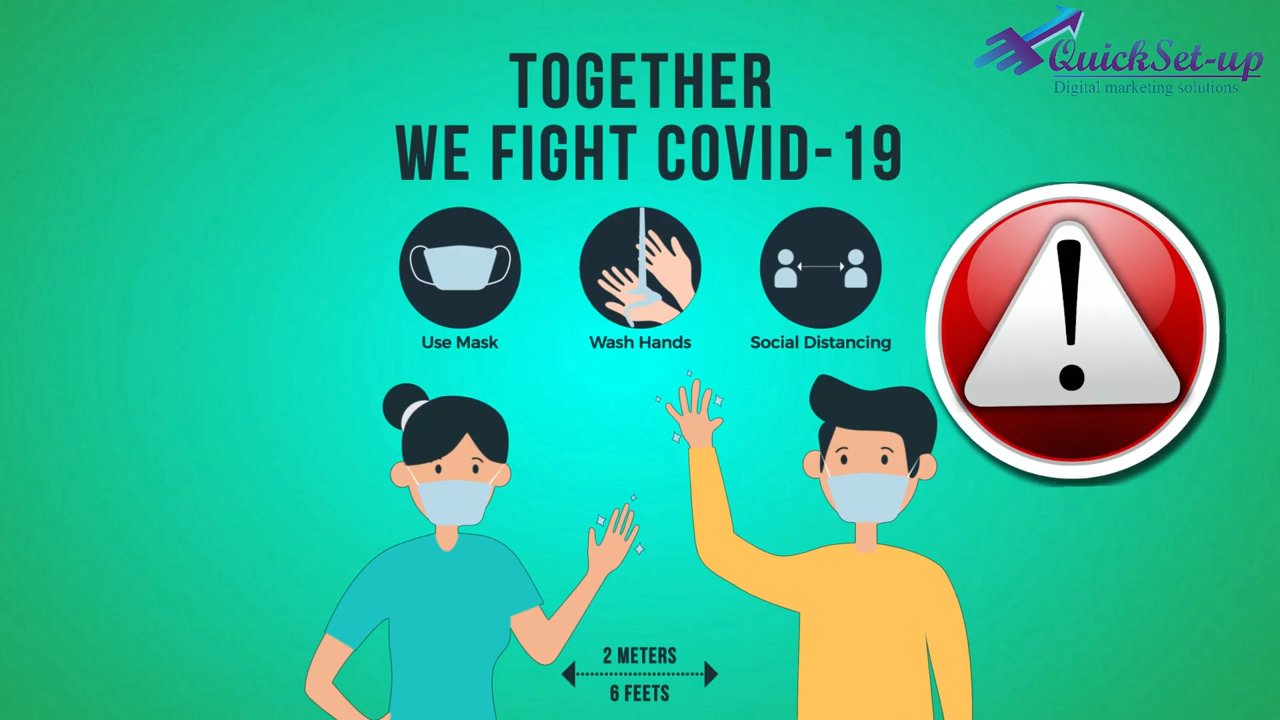 QuickSet-up
Digital marketing solutions
TOGETHER
WE FIGHT COVID-19
Use Mask
Wash Hands
Social Distancing
2 METERS
6 FEETS